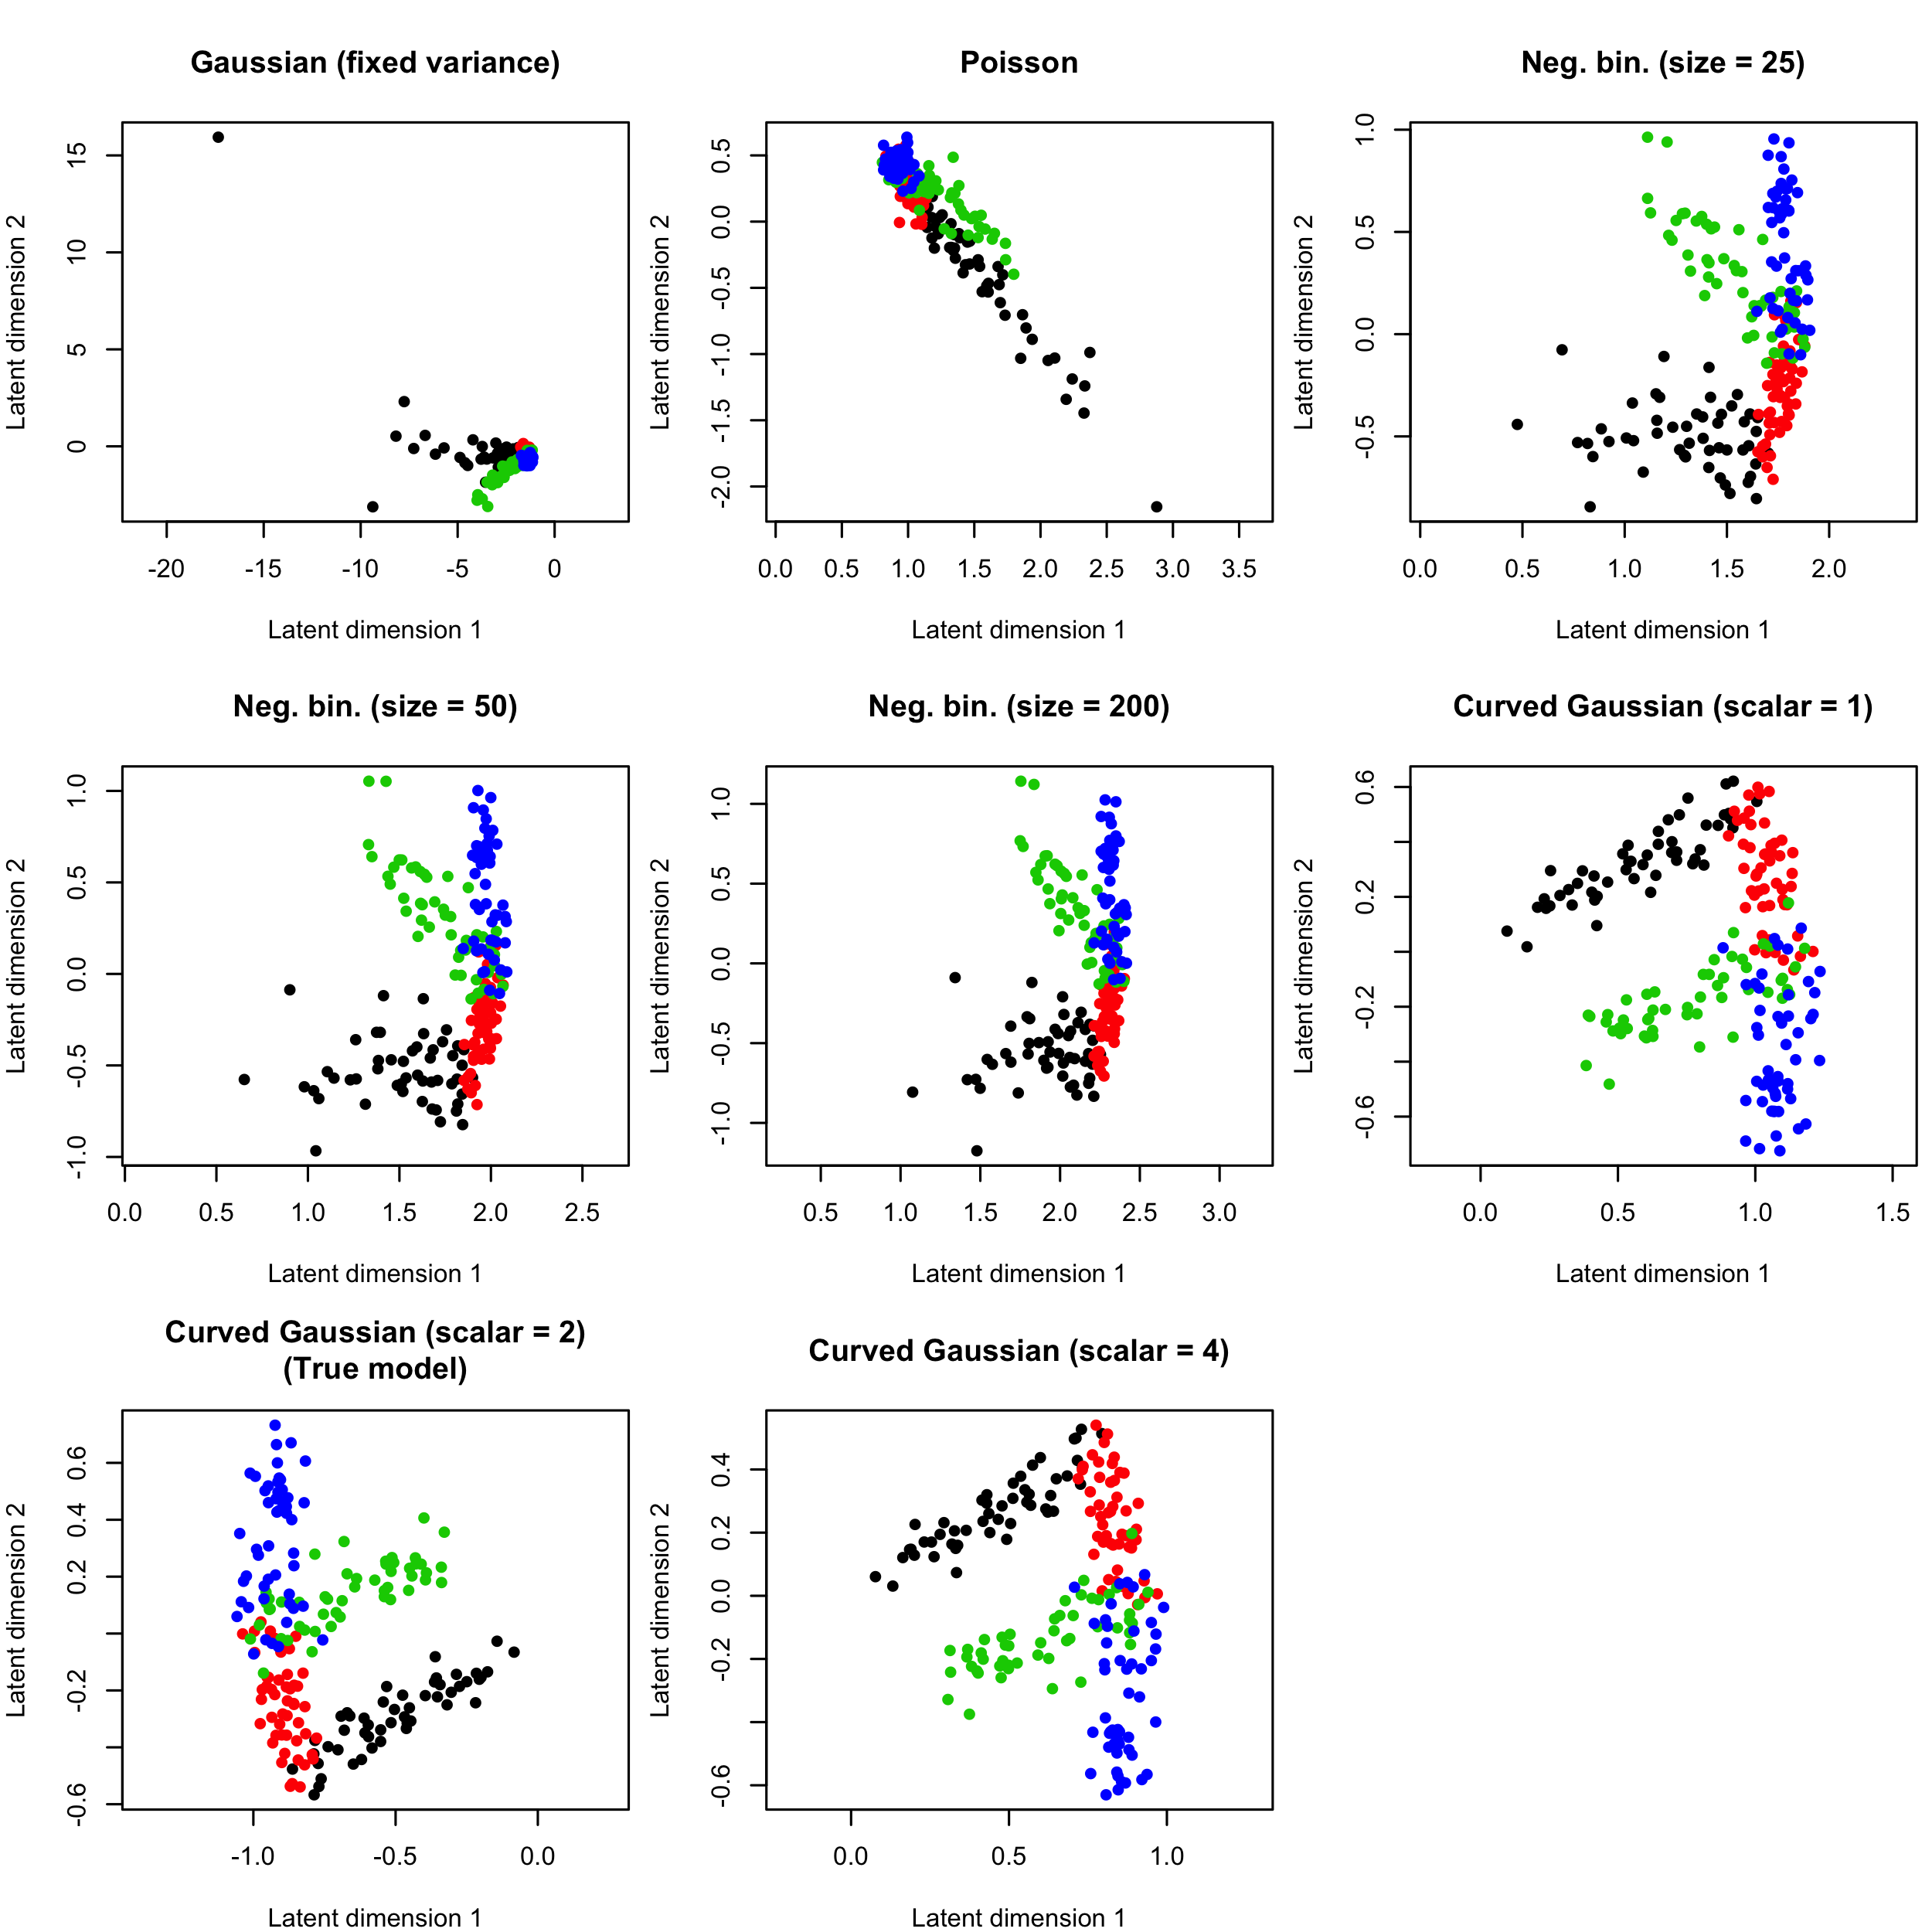 Gaussian (fixed variance)
Latent dimension 2
15
10
5
0
-20 -15 -10 -5 0
Latent dimension 1
Poisson
Latent dimension 2
0.5
0.0
-0.5
-1.0
-1.5
-2.0
0.0 0.5 1.0 1.5 2.0 2.5 3.0 3.5
Latent dimension 1
Neg. bin. (size = 25)
Latent dimension 2
1.0
0.5
0.0
-0.5
0.0 0.5 1.0 1.5 2.0
Latent dimension 1
Neg. bin. (size = 50)
Latent dimension 2
1.0
0.5
0.0
-0.5
-1.0
0.0 0.5 1.0 1.5 2.0 2.5
Latent dimension 1
Neg. bin. (size = 200)
Latent dimension 2
1.0
0.5
0.0
-0.5
-1.0
0.5 1.0 1.5 2.0 2.5 3.0
Latent dimension 1
Curved Gaussian (scalar = 1)
Latent dimension 2
0.6
0.2
-0.2
-0.6
0.0 0.5 1.0 1.5
Latent dimension 1
Curved Gaussian (scalar = 2)
(True model)
Latent dimension 2
0.6
0.4
0.2
-0.2
-0.6
-1.0 -0.5 0.0
Latent dimension 1
Curved Gaussian (scalar = 4)
Latent dimension 2
0.4
0.2
0.0
-0.2
-0.6
0.0 0.5 1.0
Latent dimension 1